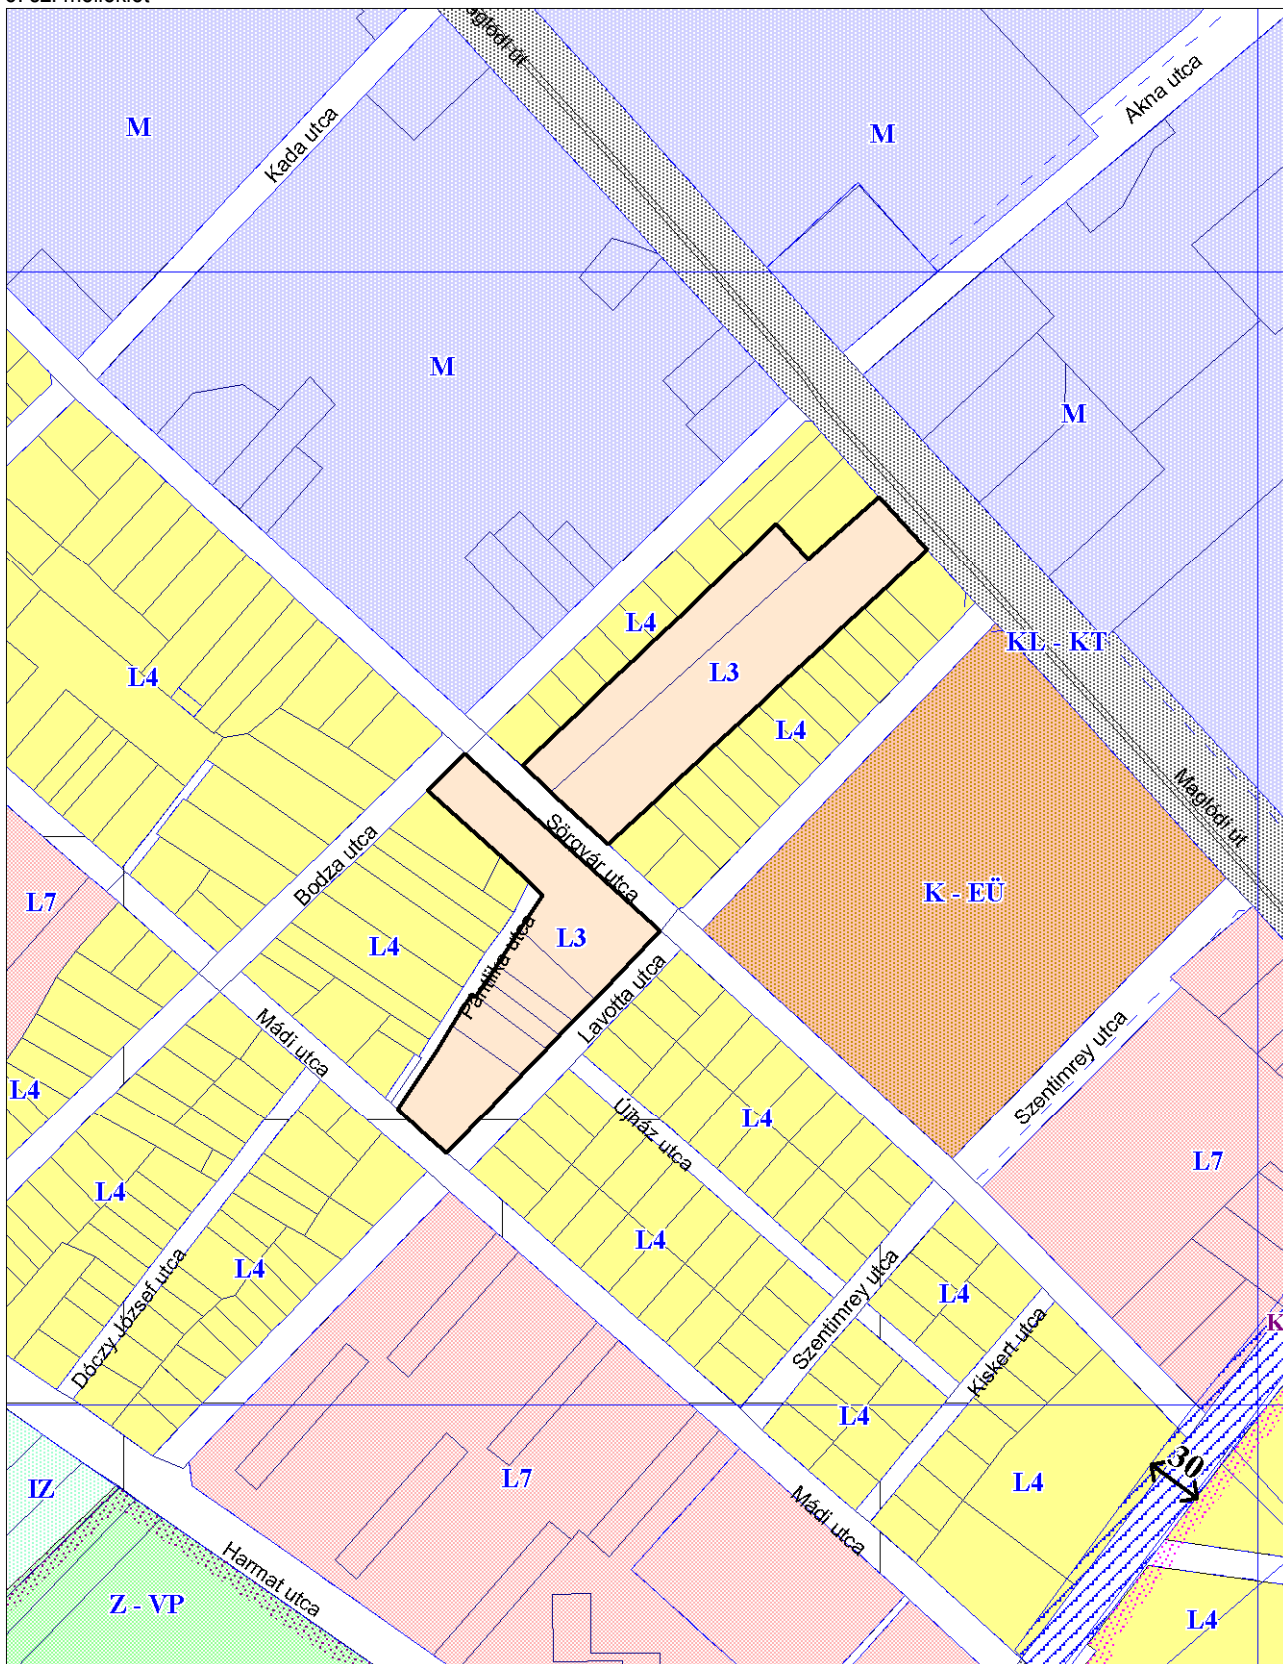 Maglódi út
M
Kada utca
M
Akna utca
M
M
L4
L3
KL - KT
L4
L4
Maglódi út
Sörgyár utca
Bodza utca
K - EÜ
L7
L4
L3
Pántlika utca
Lavotta utca
Mádi utca
Szentimrey utca
L4
Újház utca
L4
L7
L4
L4
Dóczy József utca
L4
Szentimrey utca
L4
Kiskert utca
K
L4
30
L7
L4
IZ
Mádi utca
Harmat utca
Z - VP
L4